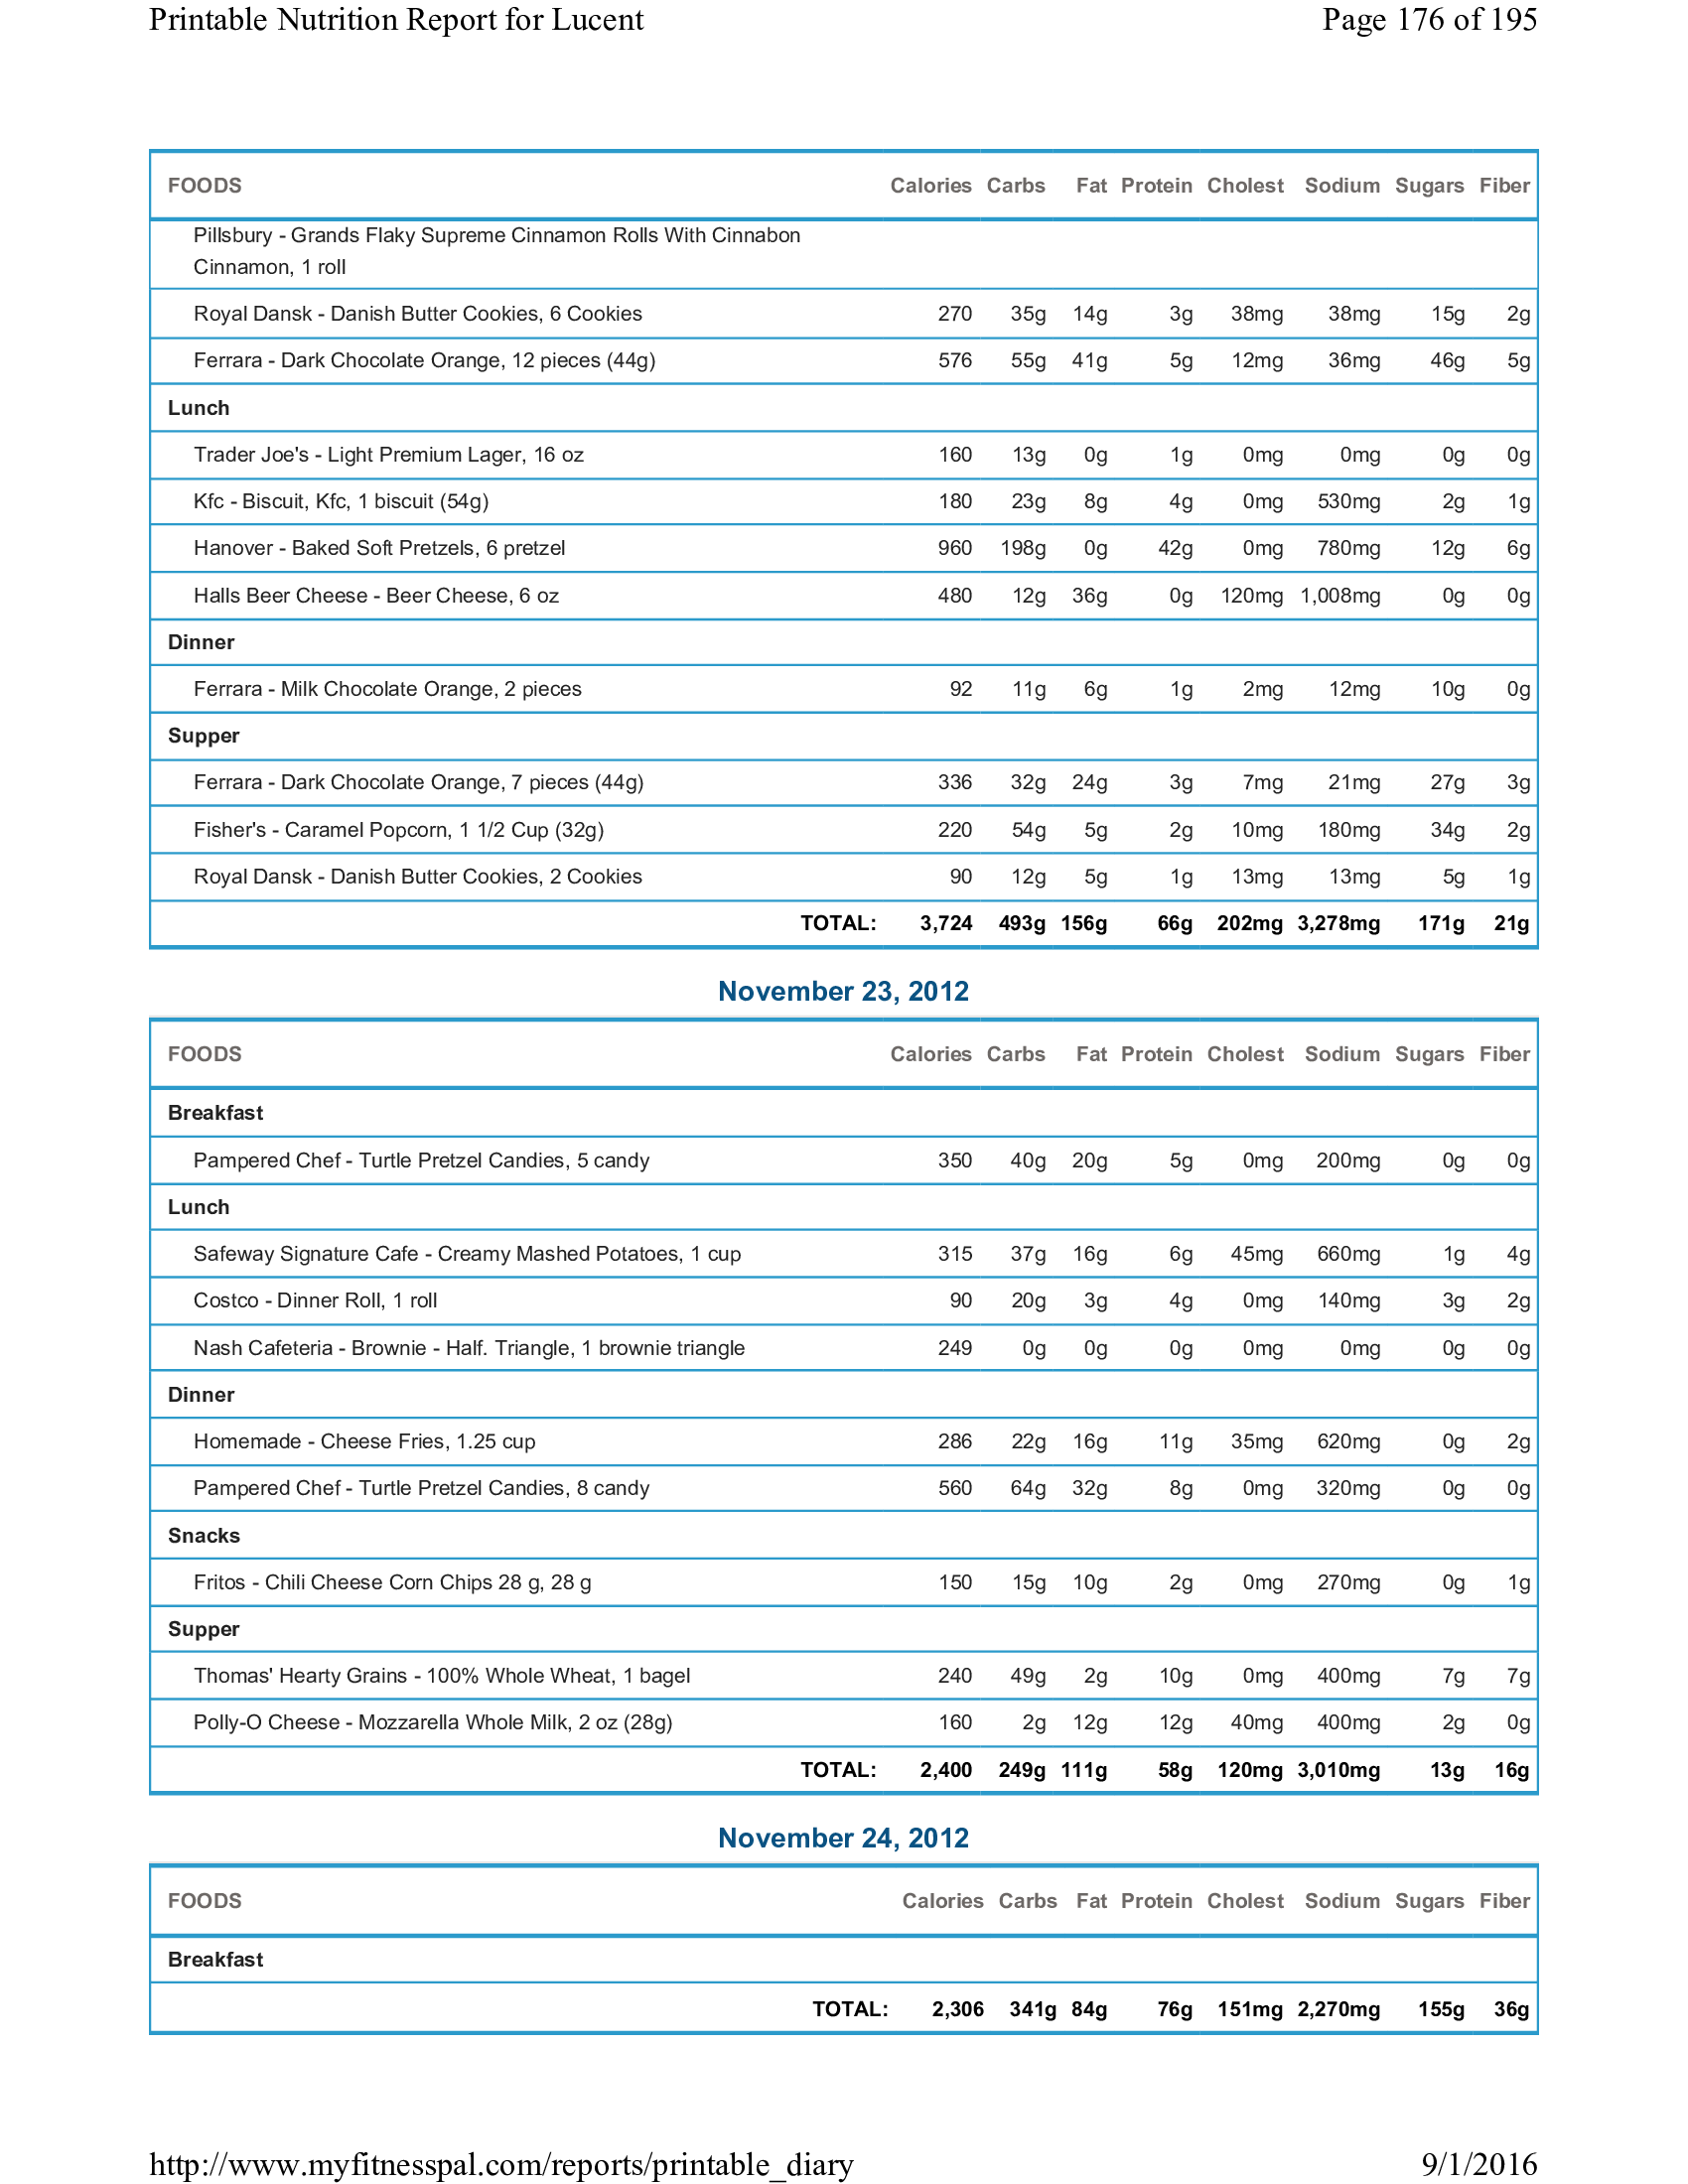 Printable Nutrition Report for Lucent Page 176 of 195
FOODS Calories Carbs Fat Protein Cholest Sodium Sugars Fiber
Pillsbury - Grands Flaky Supreme Cinnamon Rolls With Cinnabon
Cinnamon, 1 roll
Royal Dansk - Danish Butter Cookies, 6 Cookies 270 35g 14g 3g 38mg 38mg 15g 2g
Ferrara - Dark Chocolate Orange, 12 pieces (44g) 576 55g 41g 5g 12mg 36mg 46g 5g
Lunch
Trader Joe's - Light Premium Lager, 16 oz 160 13g 0g 1g 0mg 0mg 0g 0g
Kfc - Biscuit, Kfc, 1 biscuit (54g) 180 23g 8g 4g 0mg 530mg 2g 1g
Hanover - Baked Soft Pretzels, 6 pretzel 960 198g 0g 42g 0mg 780mg 12g 6g
Halls Beer Cheese - Beer Cheese, 6 oz 480 12g 36g 0g 120mg 1,008mg 0g 0g
Dinner
Ferrara - Milk Chocolate Orange, 2 pieces 92 11g 6g 1g 2mg 12mg 10g 0g
Supper
Ferrara - Dark Chocolate Orange, 7 pieces (44g) 336 32g 24g 3g 7mg 21mg 27g 3g
Fisher's - Caramel Popcorn, 1 1/2 Cup (32g) 220 54g 5g 2g 10mg 180mg 34g 2g
Royal Dansk - Danish Butter Cookies, 2 Cookies 90 12g 5g 1g 13mg 13mg 5g 1g
TOTAL: 3,724 493g 156g 66g 202mg 3,278mg 171g 21g
November 23, 2012
FOODS Calories Carbs Fat Protein Cholest Sodium Sugars Fiber
Breakfast
Pampered Chef - Turtle Pretzel Candies, 5 candy 350 40g 20g 5g 0mg 200mg 0g 0g
Lunch
Safeway Signature Cafe - Creamy Mashed Potatoes, 1 cup 315 37g 16g 6g 45mg 660mg 1g 4g
Costco - Dinner Roll, 1 roll 90 20g 3g 4g 0mg 140mg 3g 2g
Nash Cafeteria - Brownie - Half. Triangle, 1 brownie triangle 249 0g 0g 0g 0mg 0mg 0g 0g
Dinner
Homemade - Cheese Fries, 1.25 cup 286 22g 16g 11g 35mg 620mg 0g 2g
Pampered Chef - Turtle Pretzel Candies, 8 candy 560 64g 32g 8g 0mg 320mg 0g 0g
Snacks
Fritos - Chili Cheese Corn Chips 28 g, 28 g 150 15g 10g 2g 0mg 270mg 0g 1g
Supper
Thomas' Hearty Grains - 100% Whole Wheat, 1 bagel 240 49g 2g 10g 0mg 400mg 7g 7g
Polly-O Cheese - Mozzarella Whole Milk, 2 oz (28g) 160 2g 12g 12g 40mg 400mg 2g 0g
TOTAL: 2,400 249g 111g 58g 120mg 3,010mg 13g 16g
November 24, 2012
FOODS Calories Carbs Fat Protein Cholest Sodium Sugars Fiber
Breakfast
TOTAL: 2,306 341g 84g 76g 151mg 2,270mg 155g 36g
http://www.myfitnesspal.com/reports/printable_diary 9/1/2016